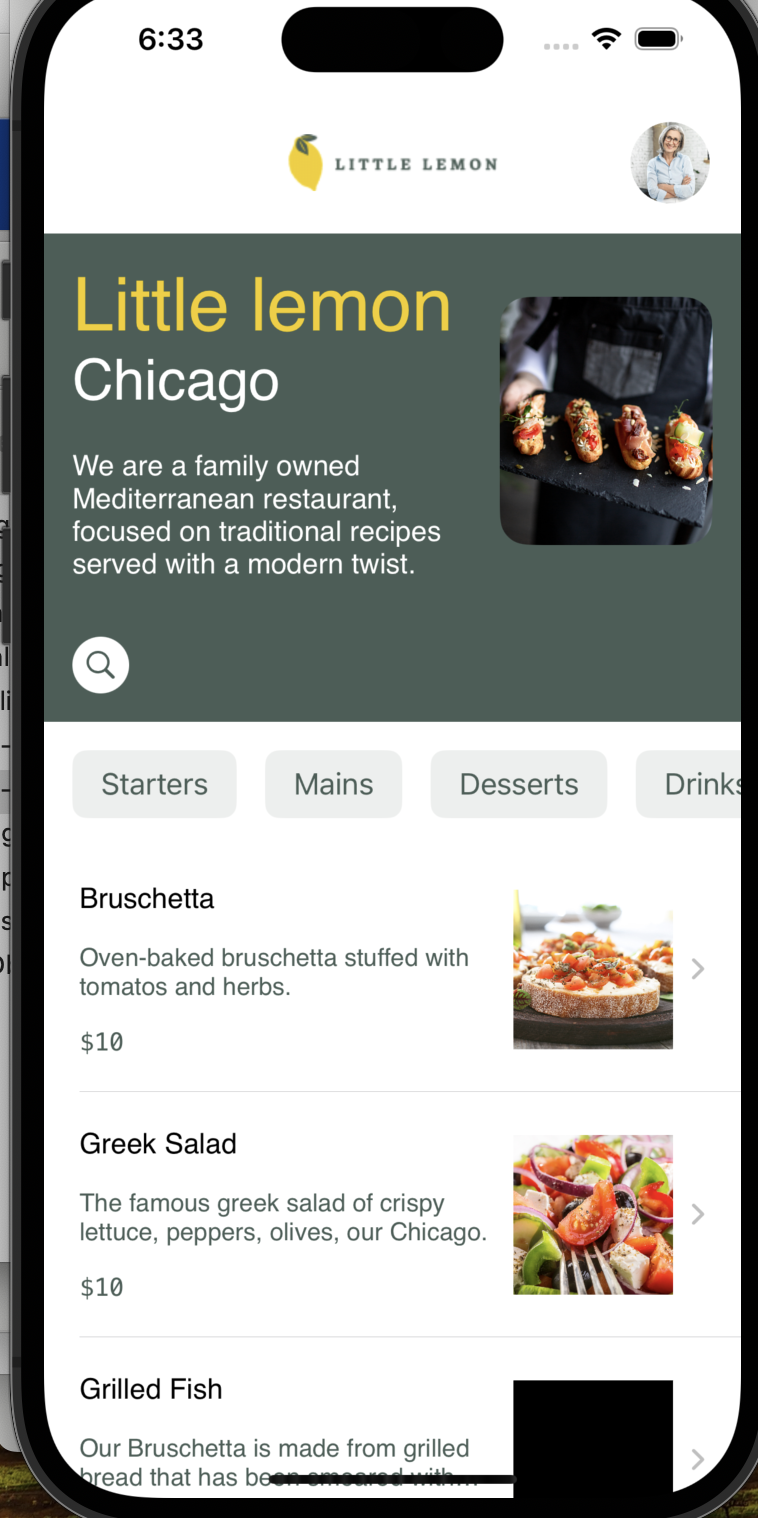 6:33
LITTLE LEMON
Little lemon
Chicago
We are a family owned
Mediterranean restaurant,
focused on traditional recipes
served with a modern twist.
Starters Mains Desserts Drinks
Bruschetta
Oven-baked bruschetta stuffed with
tomatos and herbs.
$10
Greek Salad
The famous greek salad of crispy
lettuce, peppers, olives, our Chicago.
$10
Grilled Fish
Our Bruschetta is made from grilled
bread that has been smeared with...